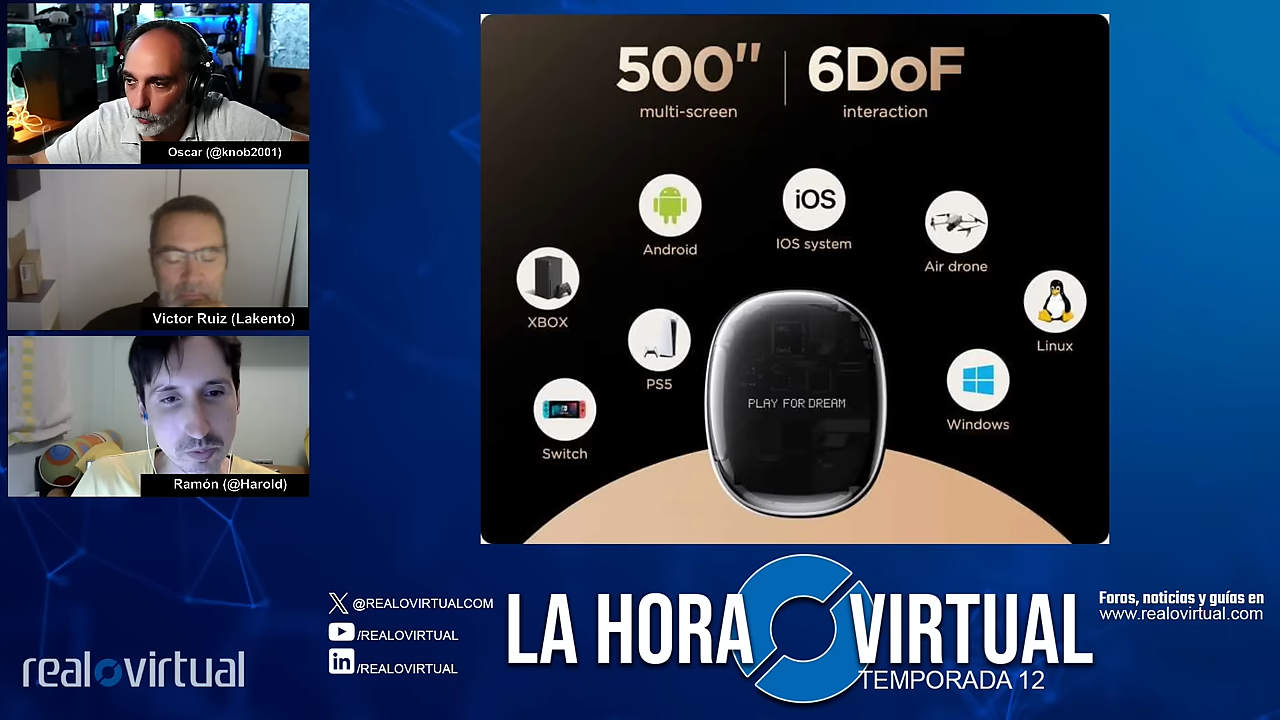 Oscar (@knob2001)
Victor Ruiz (Lakento)
Ramón (@Harold)
500"
multi-screen
6DoF
interaction
Android
iOS
IOS system
Air drone
XBOX
PS5
Linux
Switch
Windows
PLAY FOR DREAM
realovirtual
@REALOVIRTUALCOM
/REALOVIRTUAL
in
/REALOVIRTUAL
LA HORA VIRTUAL
TEMPORADA 12
Foros, noticias y guías en
www.realovirtual.com